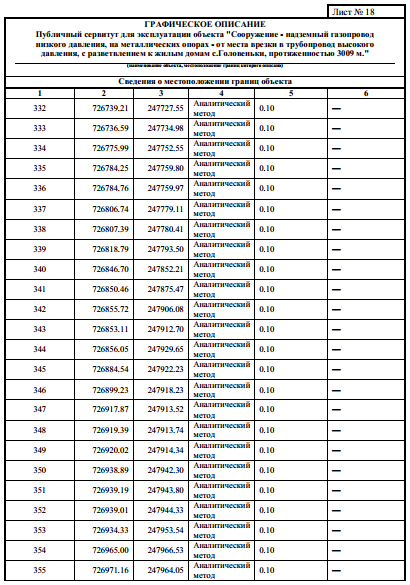 Лист № 18
ГРАФИЧЕСКОЕ ОПИСАНИЕ
Публичный сервитут для эксплуатации объекта "Сооружение - надземный газопровод
низкого давления, на металлических опорах - от места врезки в трубопровод высокого
давления, с разветвлением к жилым домам с.Головеньки, протяженностью 3009 м."
(наименование объекта, местоположение границ которого описано)
Сведения о местоположении границ объекта
1 2 3 4 5 6
332 726739.21 247727.55 Аналитический метод 0.10 —
333 726736.59 247734.98 Аналитический метод 0.10 —
334 726775.99 247752.55 Аналитический метод 0.10 —
335 726784.25 247759.80 Аналитический метод 0.10 —
336 726784.76 247759.97 Аналитический метод 0.10 —
337 726806.74 247779.11 Аналитический метод 0.10 —
338 726807.39 247780.41 Аналитический метод 0.10 —
339 726818.79 247793.50 Аналитический метод 0.10 —
340 726846.70 247852.21 Аналитический метод 0.10 —
341 726850.46 247875.47 Аналитический метод 0.10 —
342 726855.72 247906.08 Аналитический метод 0.10 —
343 726853.11 247912.70 Аналитический метод 0.10 —
344 726856.05 247929.65 Аналитический метод 0.10 —
345 726884.54 247922.23 Аналитический метод 0.10 —
346 726899.23 247918.23 Аналитический метод 0.10 —
347 726917.87 247913.52 Аналитический метод 0.10 —
348 726919.39 247913.74 Аналитический метод 0.10 —
349 726920.02 247914.34 Аналитический метод 0.10 —
350 726938.89 247942.30 Аналитический метод 0.10 —
351 726939.19 247943.80 Аналитический метод 0.10 —
352 726939.01 247944.33 Аналитический метод 0.10 —
353 726934.33 247953.54 Аналитический метод 0.10 —
354 726965.00 247966.53 Аналитический метод 0.10 —
355 726971.16 247964.05 Аналитический метод 0.10 —